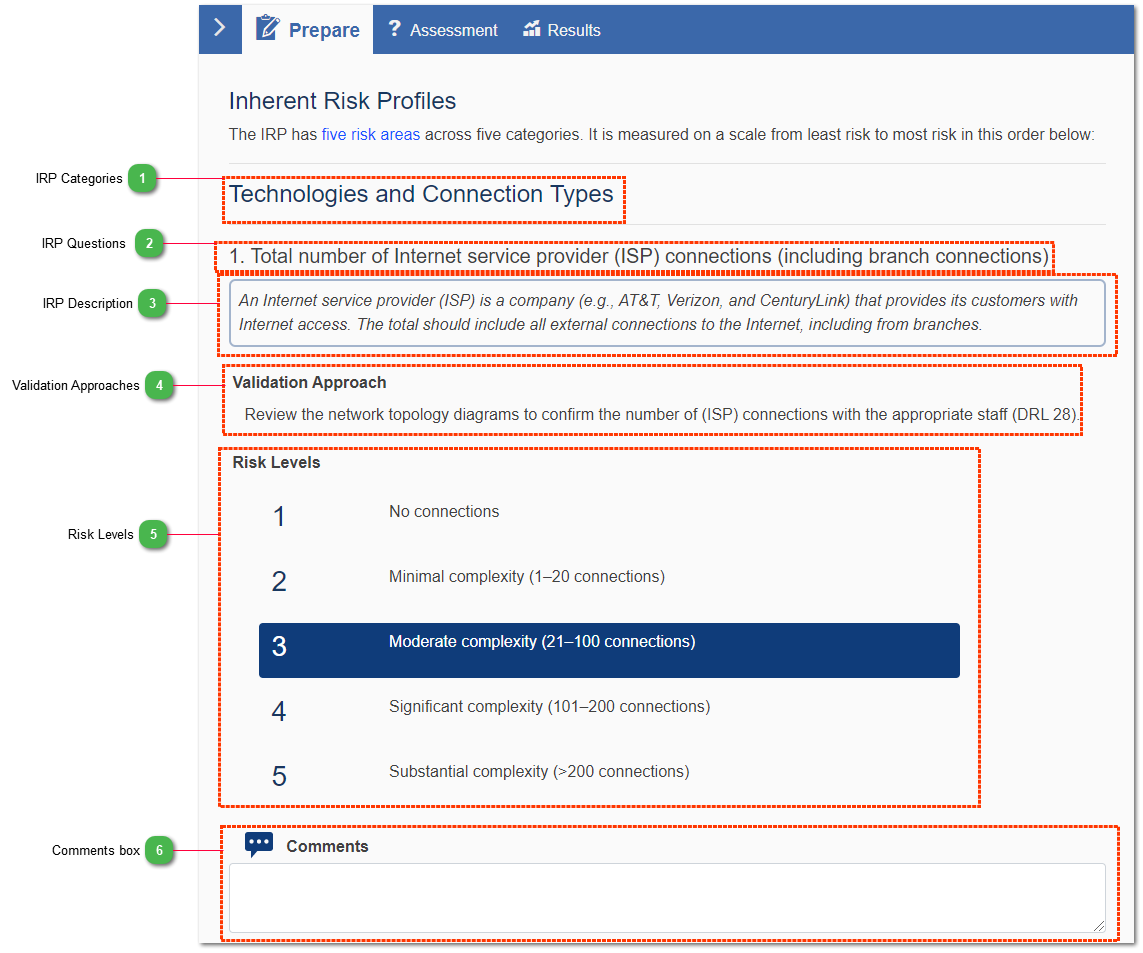 Prepare
? Assessment
Results
Inherent Risk Profiles
The IRP has five risk areas across five categories. It is measured on a scale from least risk to most risk in this order below:
IRP Categories 1
Technologies and Connection Types
IRP Questions 2
1. Total number of Internet service provider (ISP) connections (including branch connections)
IRP Description 3
An Internet service provider (ISP) is a company (e.g., AT&T, Verizon, and CenturyLink) that provides its customers with
Internet access. The total should include all external connections to the Internet, including from branches.
Validation Approaches 4
Validation Approach
Review the network topology diagrams to confirm the number of (ISP) connections with the appropriate staff (DRL 28).
Risk Levels 5
Risk Levels
1 No connections
2 Minimal complexity (1–20 connections)
3 Moderate complexity (21–100 connections)
4 Significant complexity (101–200 connections)
5 Substantial complexity (>200 connections)
Comments box 6
Comments